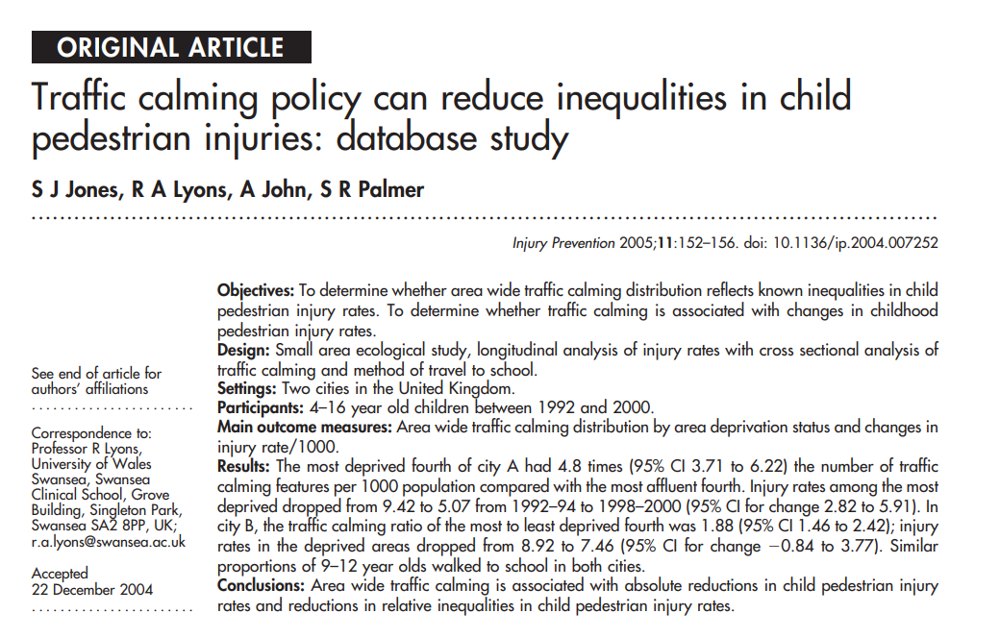 ORIGINAL ARTICLE
Traffic calming policy can reduce inequalities in child
pedestrian injuries: database study
S J Jones, R A Lyons, A John, S R Palmer
Injury Prevention 2005;11:152–156. doi: 10.1136/ip.2004.007252
See end of article for
authors' affiliations
Correspondence to:
Professor R Lyons,
University of Wales
Swansea, Swansea
Clinical School, Grove
Building, Singleton Park,
Swansea SA2 8PP, UK;
r.a.lyons@swansea.ac.uk
Accepted
22 December 2004
Objectives: To determine whether area wide traffic calming distribution reflects known inequalities in child
pedestrian injury rates. To determine whether traffic calming is associated with changes in childhood
pedestrian injury rates.
Design: Small area ecological study, longitudinal analysis of injury rates with cross sectional analysis of
traffic calming and method of travel to school.
Settings: Two cities in the United Kingdom.
Participants: 4–16 year old children between 1992 and 2000.
Main outcome measures: Area wide traffic calming distribution by area deprivation status and changes in
injury rate/1000.
Results: The most deprived fourth of city A had 4.8 times (95% CI 3.71 to 6.22) the number of traffic
calming features per 1000 population compared with the most affluent fourth. Injury rates among the most
deprived dropped from 9.42 to 5.07 from 1992–94 to 1998–2000 (95% CI for change 2.82 to 5.91). In
city B, the traffic calming ratio of the most to least deprived fourth was 1.88 (95% CI 1.46 to 2.42); injury
rates in the deprived areas dropped from 8.92 to 7.46 (95% CI for change −0.84 to 3.77). Similar
proportions of 9–12 year olds walked to school in both cities.
Conclusions: Area wide traffic calming is associated with absolute reductions in child pedestrian injury
rates and reductions in relative inequalities in child pedestrian injury rates.